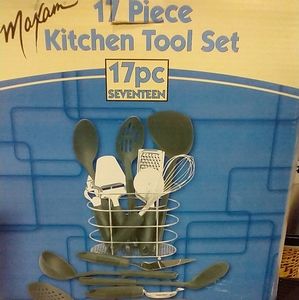 Maxam
17 Piece
Kitchen Tool Set
17pc
SEVENTEEN